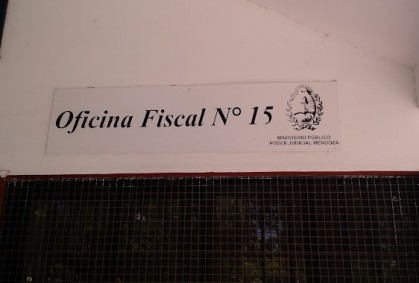 Oficina Fiscal N° 15
MINISTERIO PÚBLICO
PODER JUDICIAL MENDOZA